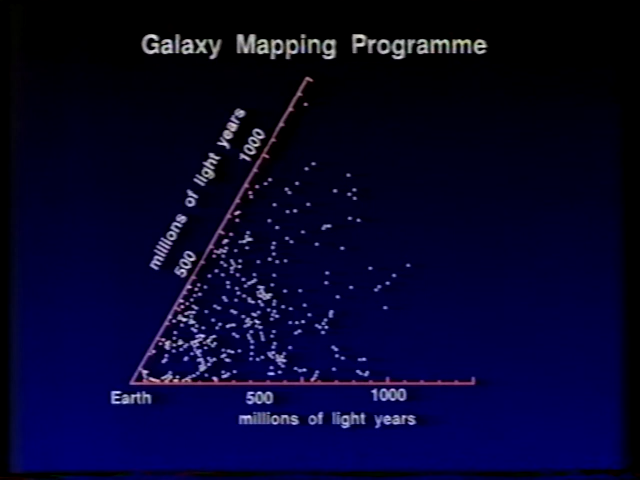 Galaxy Mapping Programme
millions of light years
1000
500
Earth
500
1000
millions of light years